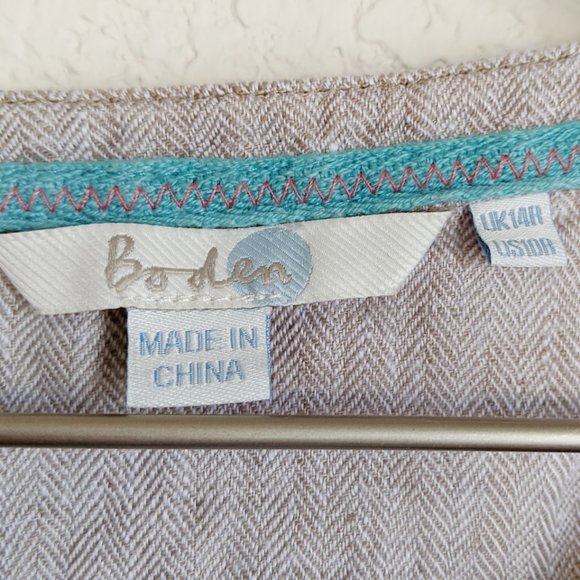 Boden
UK14R
US10R
MADE IN
CHINA